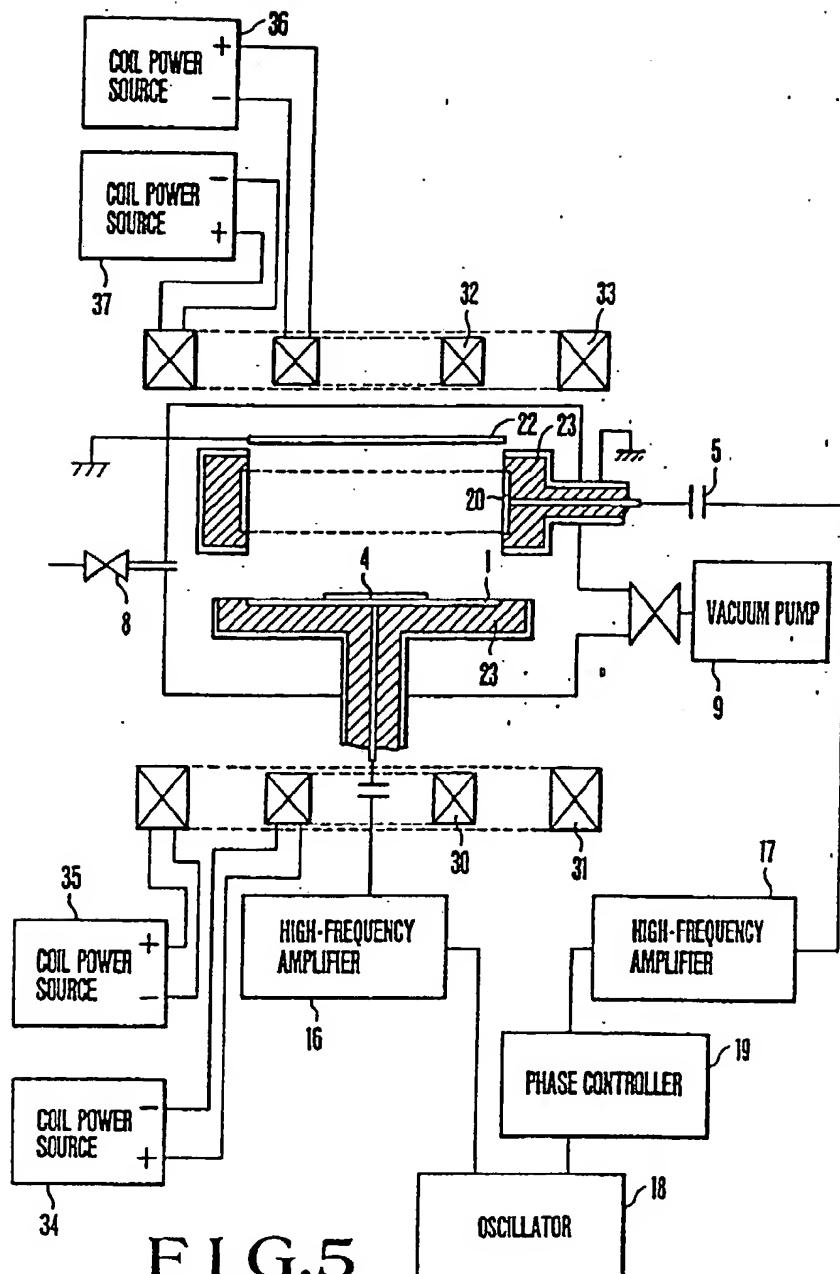 36
COIL POWER
SOURCE
+
−
COIL POWER
SOURCE
−
+
37
32
33
22
23
5
20
4
1
8
23
VACUUM PUMP
9
30
31
17
35
COIL POWER
SOURCE
+
−
HIGH-FREQUENCY
AMPLIFIER
HIGH-FREQUENCY
AMPLIFIER
16
19
PHASE CONTROLLER
COIL POWER
SOURCE
−
+
34
18
OSCILLATOR
FIG.5